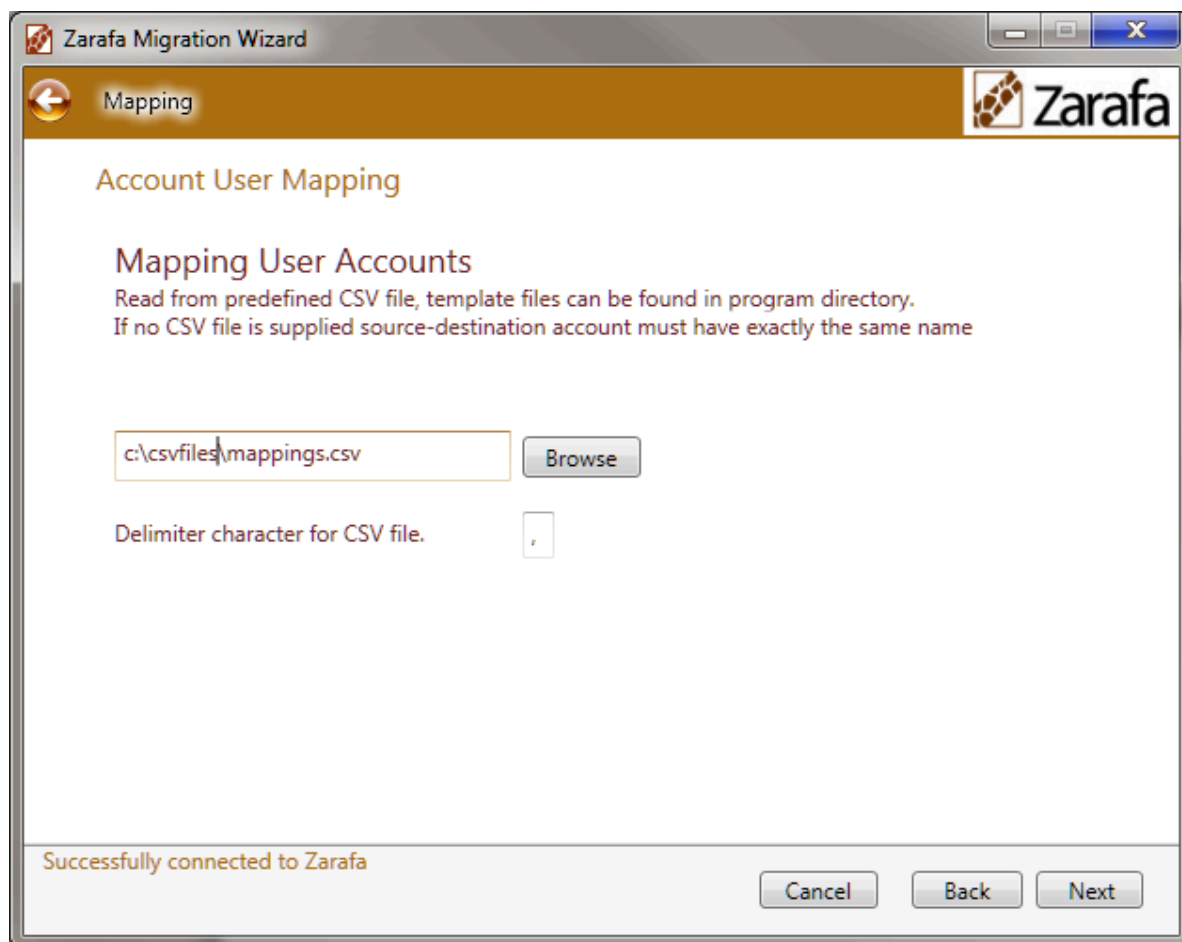 Zarafa Migration Wizard
Mapping
Zarafa
Account User Mapping
Mapping User Accounts
Read from predefined CSV file, template files can be found in program directory.
If no CSV file is supplied source-destination account must have exactly the same name
c:\csvfiles\mappings.csv
Browse
Delimiter character for CSV file.
,
Successfully connected to Zarafa
Cancel
Back
Next